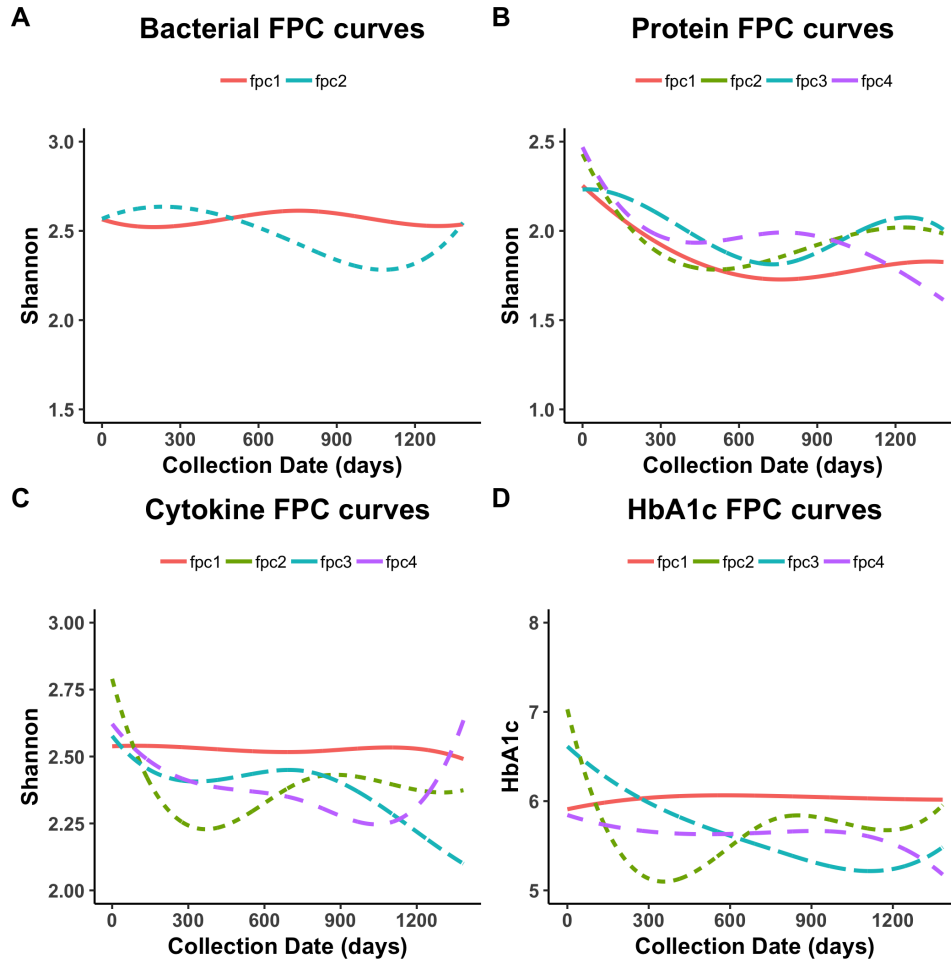 A
Bacterial FPC curves
fpc1 fpc2
Shannon
3.0
2.5
2.0
1.5
0 300 600 900 1200
Collection Date (days)
B
Protein FPC curves
fpc1 fpc2 fpc3 fpc4
Shannon
2.5
2.0
1.5
1.0
0 300 600 900 1200
Collection Date (days)
C
Cytokine FPC curves
fpc1 fpc2 fpc3 fpc4
Shannon
3.00
2.75
2.50
2.25
2.00
0 300 600 900 1200
Collection Date (days)
D
HbA1c FPC curves
fpc1 fpc2 fpc3 fpc4
HbA1c
8
7
6
5
0 300 600 900 1200
Collection Date (days)